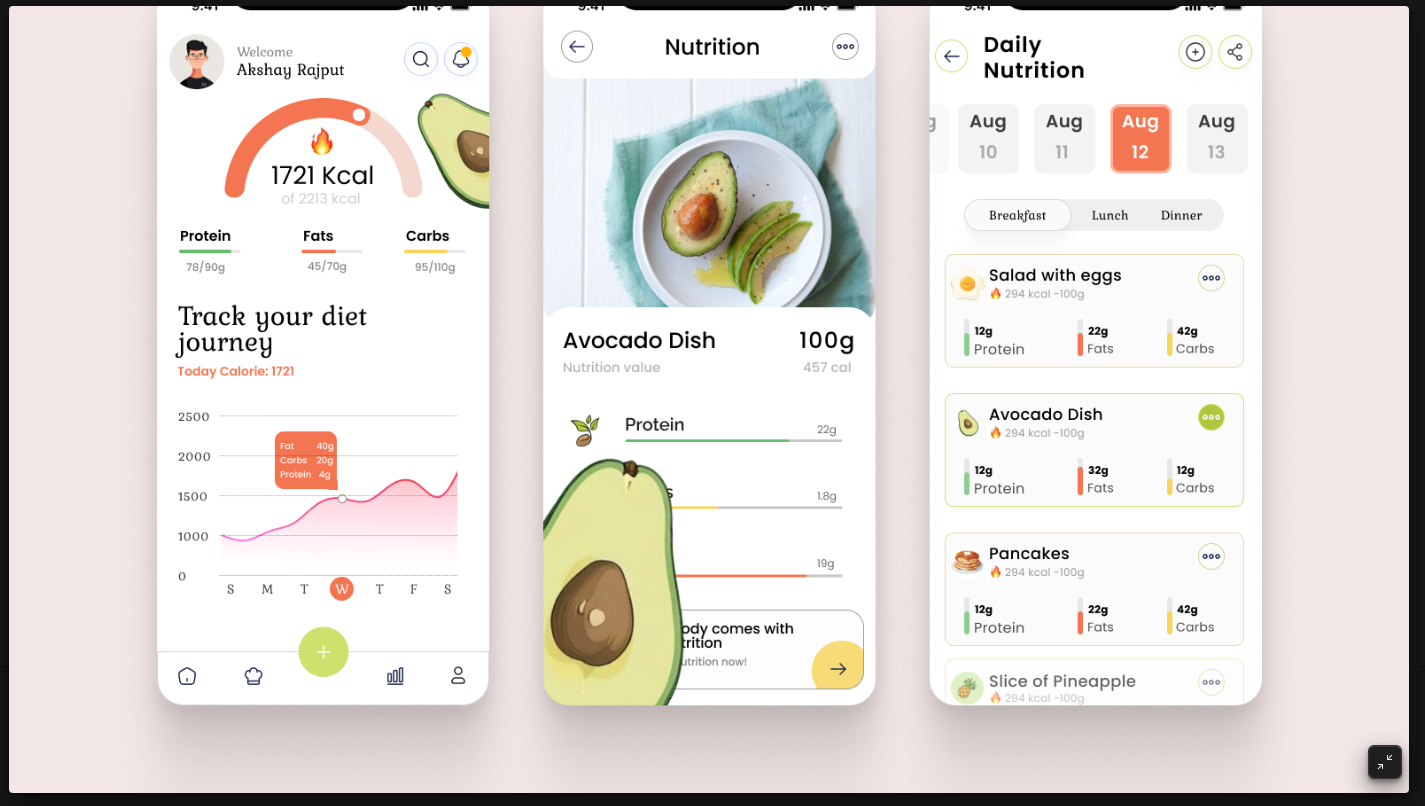 9:41
Welcome
Akshay Rajput
1721 Kcal
of 2213 kcal
Protein
Fats
Carbs
78/90g
45/70g
95/110g
Track your diet
journey
Today Calorie: 1721
2500
2000
1500
1000
0
Fat 40g
Carbs 20g
Protein 4g
S M T W T F S
9:41
Nutrition
Avocado Dish
100g
Nutrition value
457 cal
Protein
22g
s
1.8g
19g
ody comes with
trition
utrition now!
9:41
Daily
Nutrition
g
Aug
10
Aug
11
Aug
12
Aug
13
Breakfast
Lunch
Dinner
Salad with eggs
294 kcal -100g
12g
Protein
22g
Fats
42g
Carbs
Avocado Dish
294 kcal -100g
12g
Protein
32g
Fats
12g
Carbs
Pancakes
294 kcal -100g
12g
Protein
22g
Fats
42g
Carbs
Slice of Pineapple
294 kcal -100g